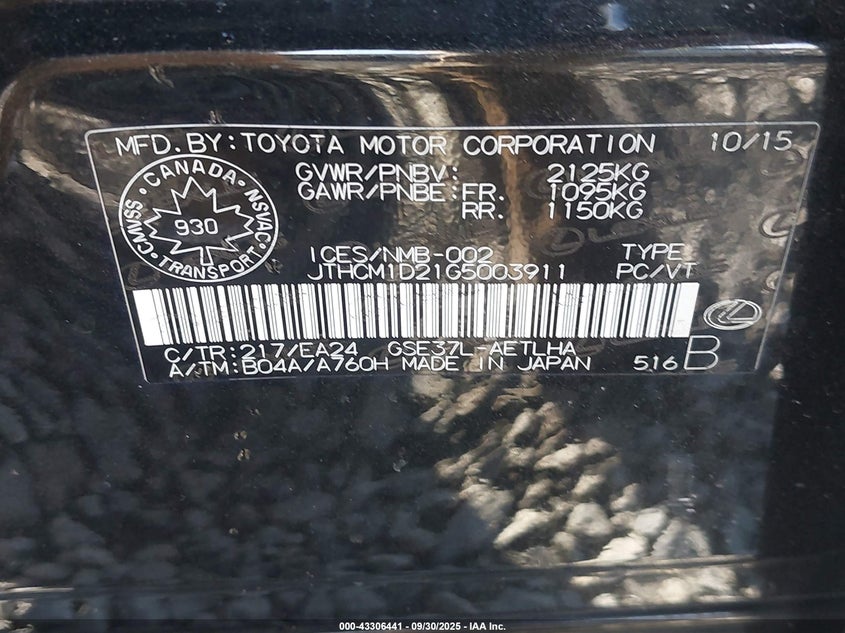 MFD.BY:TOYOTA MOTOR CORPORATION 10/15
GVWR/PNBV: 2125KG
GAWR/PNBE:FR. 1095KG
RR. 1150KG
CANADA
NSVAC
TRANSPORT
CMVSS
930
ICES/NMB-002 TYPE
JTHCM1D21G5003911 PC/VT
C/TR:217/EA24 GSE37L-AETLHA
A/TM:B04A/A760H MADE IN JAPAN 516 B
000-43306441 - 09/30/2025 - IAA Inc.